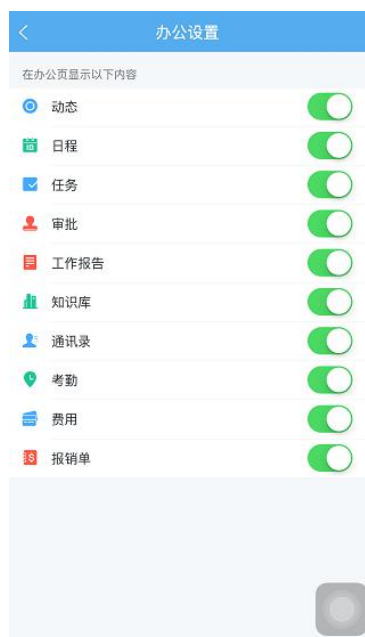 办公设置
在办公页显示以下内容
动态
日程
任务
审批
工作报告
知识库
通讯录
考勤
费用
报销单